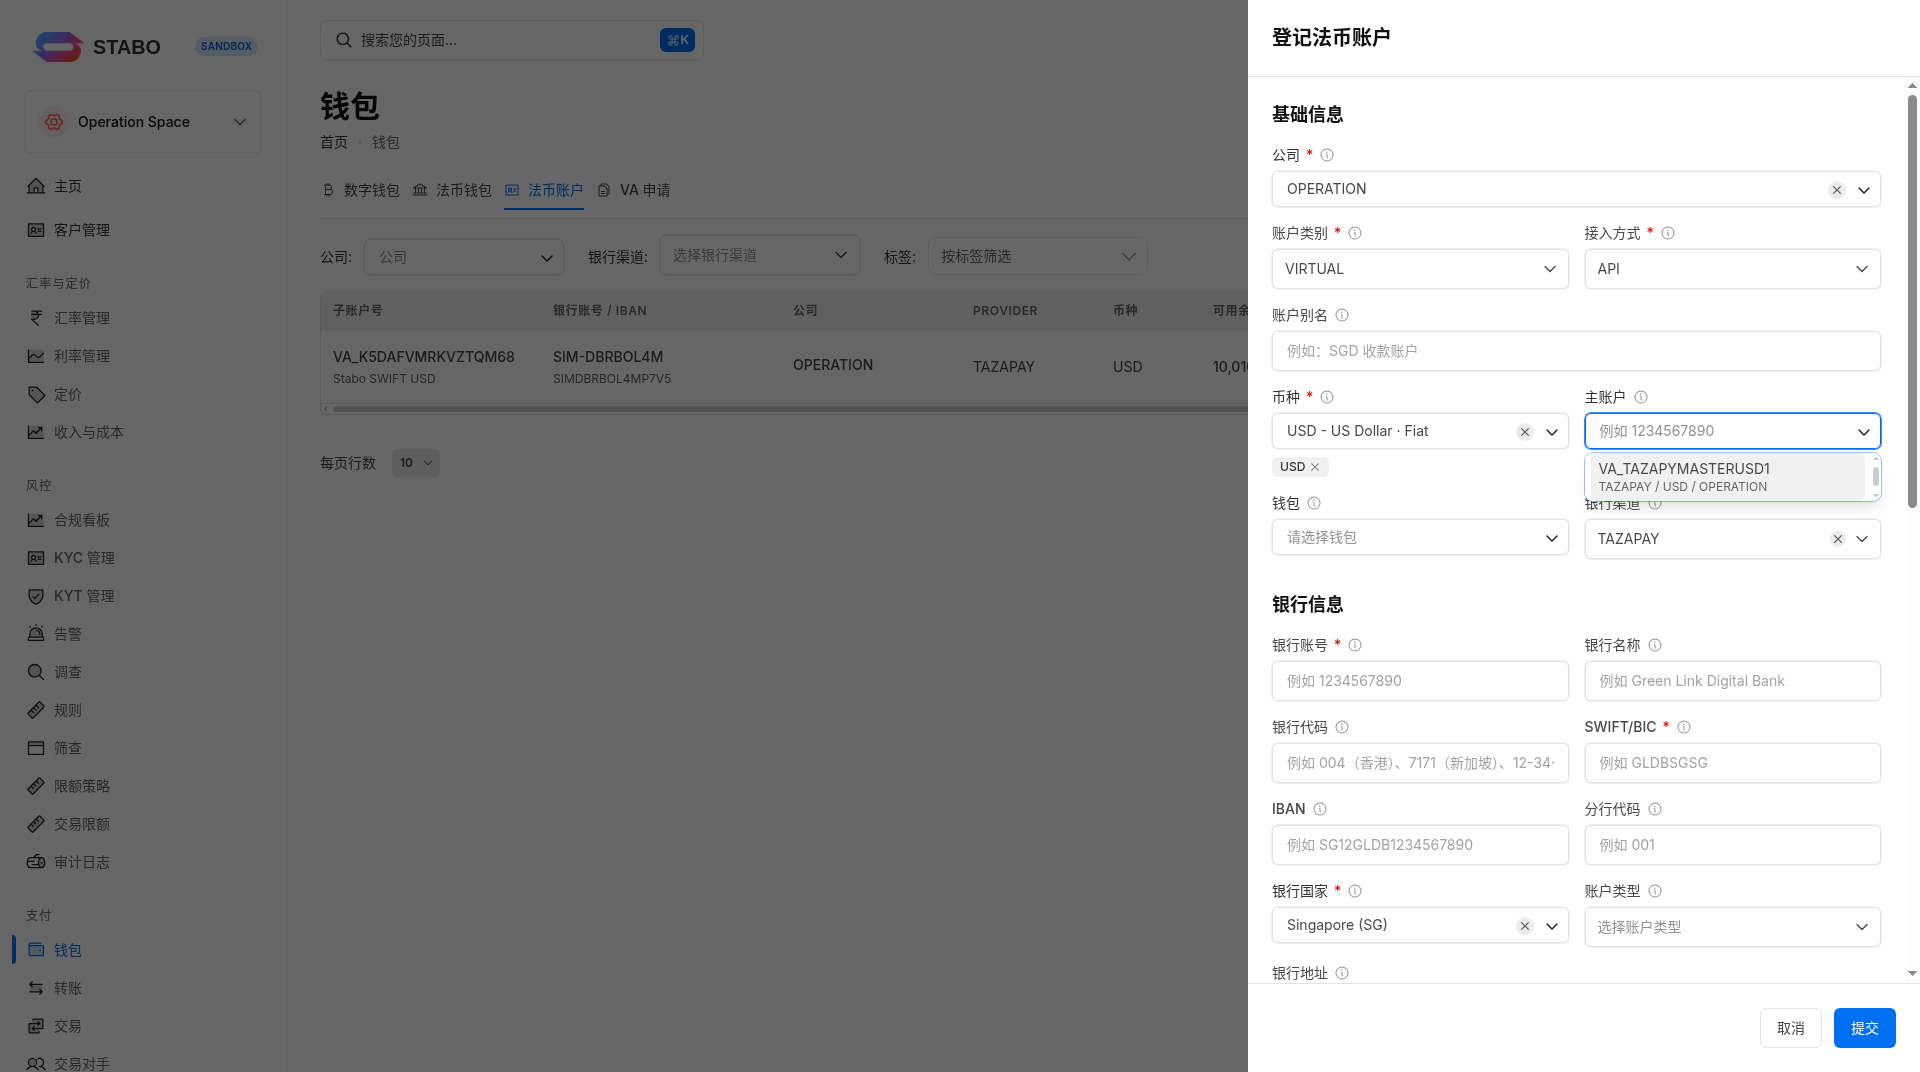 STABO
SANDBOX
Operation Space
主页
客户管理
汇率与定价
汇率管理
利率管理
定价
收入与成本
风控
合规看板
KYC 管理
KYT 管理
告警
调查
规则
筛查
限额策略
交易限额
审计日志
支付
钱包
转账
交易
交易对手
搜索您的页面...
⌘K
钱包
首页 • 钱包
数字钱包
法币钱包
法币账户
VA 申请
公司:
公司
银行渠道:
选择银行渠道
标签:
按标签筛选
子账户号
银行账号 / IBAN
公司
PROVIDER
币种
可用余
VA_K5DAFVMRKVZTQM68
Stabo SWIFT USD
SIM-DBRBOL4M
SIMDBRBOL4MP7V5
OPERATION
TAZAPAY
USD
10,010
每页行数
10
登记法币账户
基础信息
公司 *
OPERATION
账户类别 *
VIRTUAL
接入方式 *
API
账户别名
例如：SGD 收款账户
币种 *
USD - US Dollar · Fiat
USD
主账户
例如 1234567890
VA_TAZAPYMASTERUSD1
TAZAPAY / USD / OPERATION
钱包
请选择钱包
银行渠道
TAZAPAY
银行信息
银行账号 *
例如 1234567890
银行名称
例如 Green Link Digital Bank
银行代码
例如 004（香港）、7171（新加坡）、12-34-
SWIFT/BIC *
例如 GLDBSGSG
IBAN
例如 SG12GLDB1234567890
分行代码
例如 001
银行国家 *
Singapore (SG)
账户类型
选择账户类型
银行地址
取消
提交